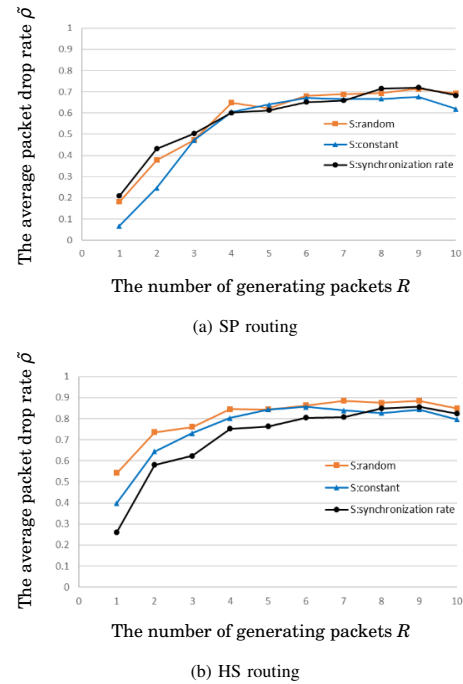 The average packet drop rate ρ̃
1
0.9
0.8
0.7
0.6
0.5
0.4
0.3
0.2
0.1
0
0 1 2 3 4 5 6 7 8 9 10
S:random
S:constant
S:synchronization rate
The number of generating packets R
(a) SP routing
The average packet drop rate ρ̃
1
0.9
0.8
0.7
0.6
0.5
0.4
0.3
0.2
0.1
0
0 1 2 3 4 5 6 7 8 9 10
S:random
S:constant
S:synchronization rate
The number of generating packets R
(b) HS routing